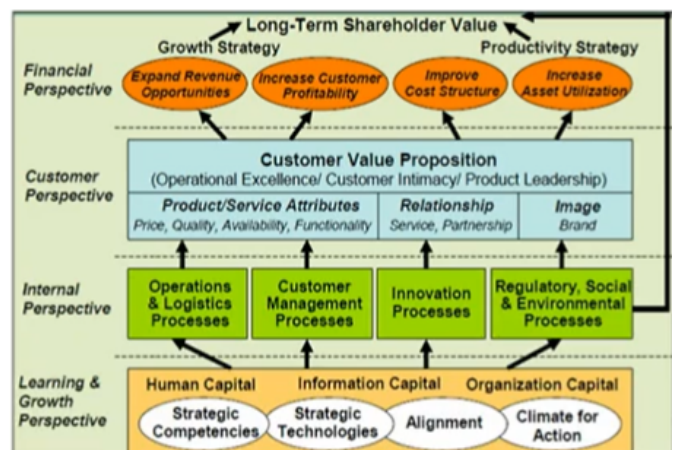 Long-Term Shareholder Value
Growth Strategy
Productivity Strategy
Financial
Perspective
Expand Revenue
Opportunities
Increase Customer
Profitability
Improve
Cost Structure
Increase
Asset Utilization
Customer
Perspective
Customer Value Proposition
(Operational Excellence/ Customer Intimacy/ Product Leadership)
Product/Service Attributes
Price, Quality, Availability, Functionality
Relationship
Service, Partnership
Image
Brand
Internal
Perspective
Operations
& Logistics
Processes
Customer
Management
Processes
Innovation
Processes
Regulatory, Social
& Environmental
Processes
Learning &
Growth
Perspective
Human Capital
Information Capital
Organization Capital
Strategic
Competencies
Strategic
Technologies
Alignment
Climate for
Action